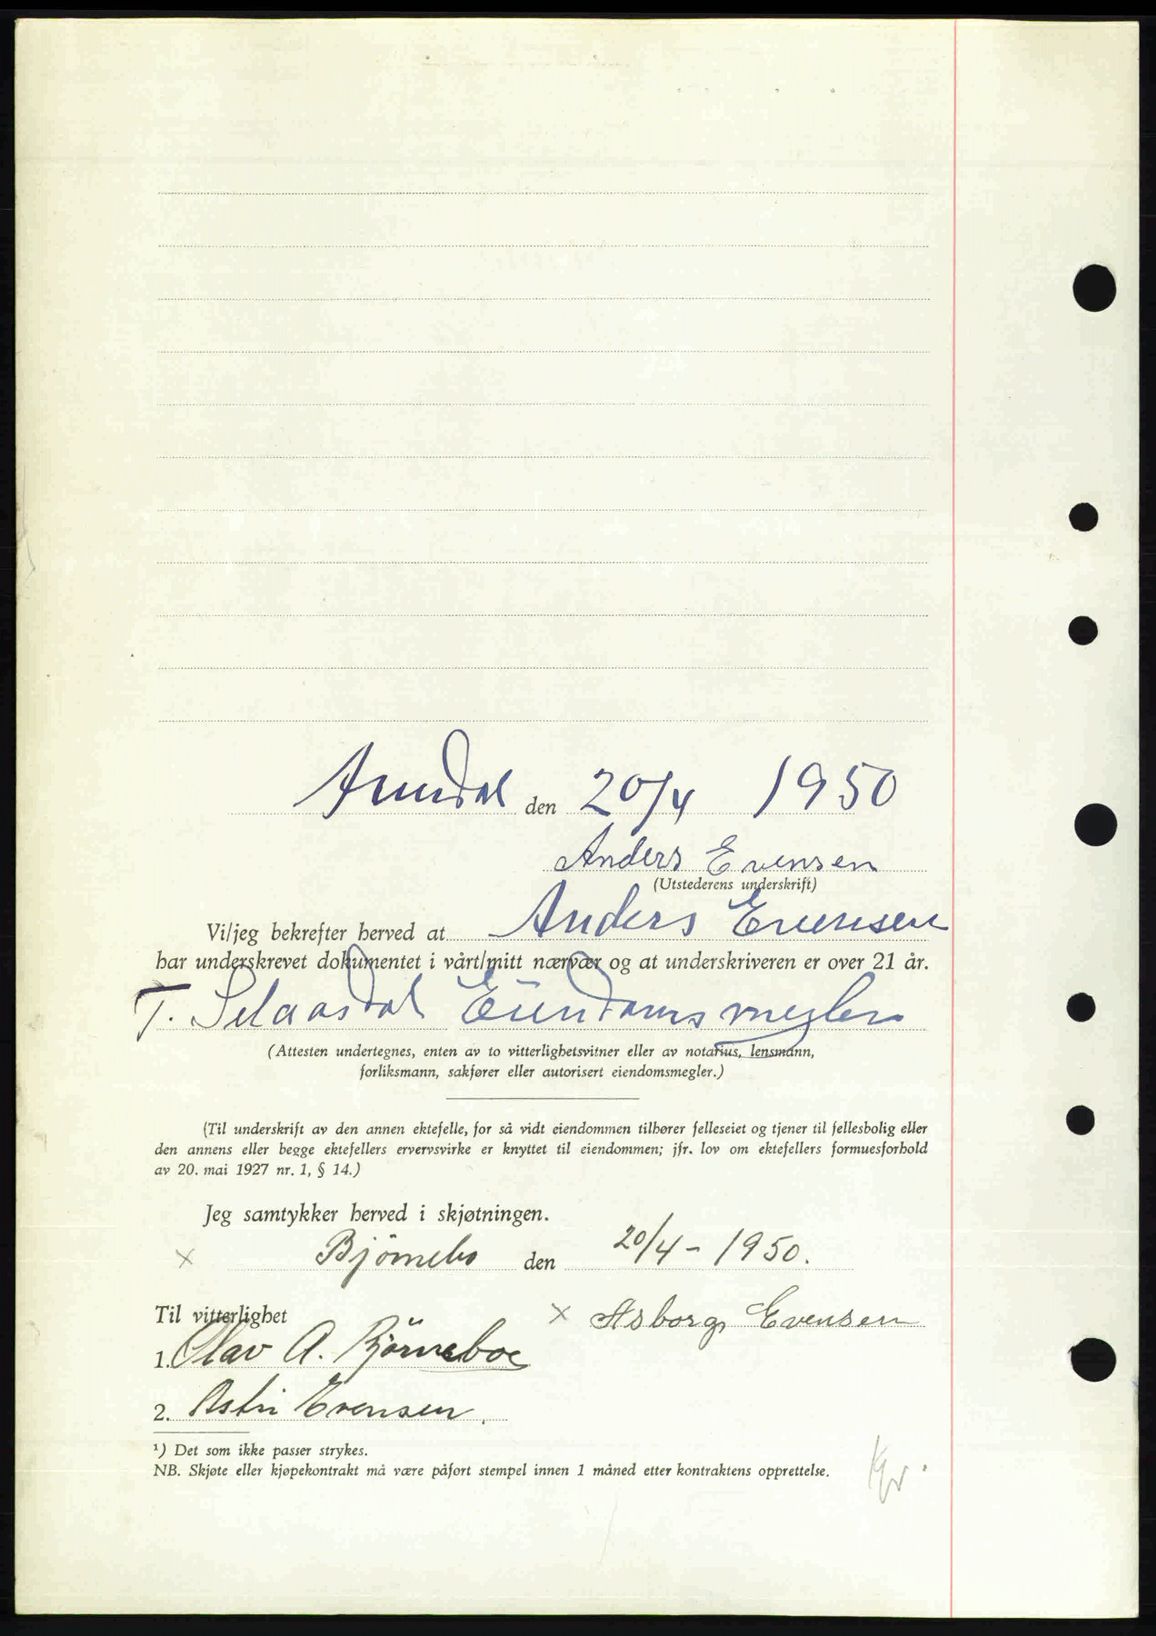 Arendal den 20/4 1950
Anders Evensen
(Utstederens underskrift)
Vi/jeg bekrefter herved at Anders Evensen
har underskrevet dokumentet i vårt/mitt nærvær og at underskriveren er over 21 år.
T. Selaasdal Eiendomsmegler
(Attesten undertegnes, enten av to vitterlighetsvitner eller av notarius, lensmann,
forliksmann, sakfører eller autorisert eiendomsmegler.)
(Til underskrift av den annen ektefelle, for så vidt eiendommen tilhører felleseiet og tjener til fellesbolig eller
den annens eller begge ektefellers ervervsvirke er knyttet til eiendommen; jfr. lov om ektefellers formuesforhold
av 20. mai 1927 nr. 1, § 14.)
Jeg samtykker herved i skjøtningen.
x Björnebo den 20/4 - 1950.
Til vitterlighet x Asborg Evensen
1. Olav A. Björneboe
2. Astri Evensen.
¹) Det som ikke passer strykes.
NB. Skjøte eller kjøpekontrakt må være påført stempel innen 1 måned etter kontraktens opprettelse.